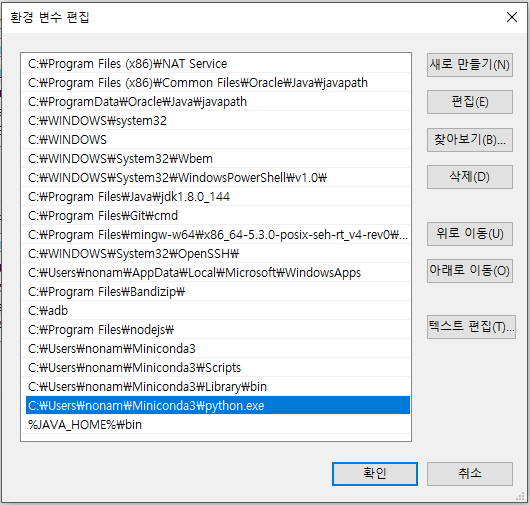 환경 변수 편집
C:₩Program Files (x86)₩NAT Service
C:₩Program Files (x86)₩Common Files₩Oracle₩Java₩javapath
C:₩ProgramData₩Oracle₩Java₩javapath
C:₩WINDOWS₩system32
C:₩WINDOWS
C:₩WINDOWS₩System32₩Wbem
C:₩WINDOWS₩System32₩WindowsPowerShell₩v1.0₩
C:₩Program Files₩Java₩jdk1.8.0_144
C:₩Program Files₩Git₩cmd
C:₩Program Files₩mingw-w64₩x86_64-5.3.0-posix-seh-rt_v4-rev0₩...
C:₩WINDOWS₩System32₩OpenSSH₩
C:₩Users₩nonam₩AppData₩Local₩Microsoft₩WindowsApps
C:₩Program Files₩Bandizip₩
C:₩adb
C:₩Program Files₩nodejs₩
C:₩Users₩nonam₩Miniconda3
C:₩Users₩nonam₩Miniconda3₩Scripts
C:₩Users₩nonam₩Miniconda3₩Library₩bin
C:₩Users₩nonam₩Miniconda3₩python.exe
%JAVA_HOME%₩bin
새로 만들기(N)
편집(E)
찾아보기(B)...
삭제(D)
위로 이동(U)
아래로 이동(O)
텍스트 편집(T)...
확인
취소